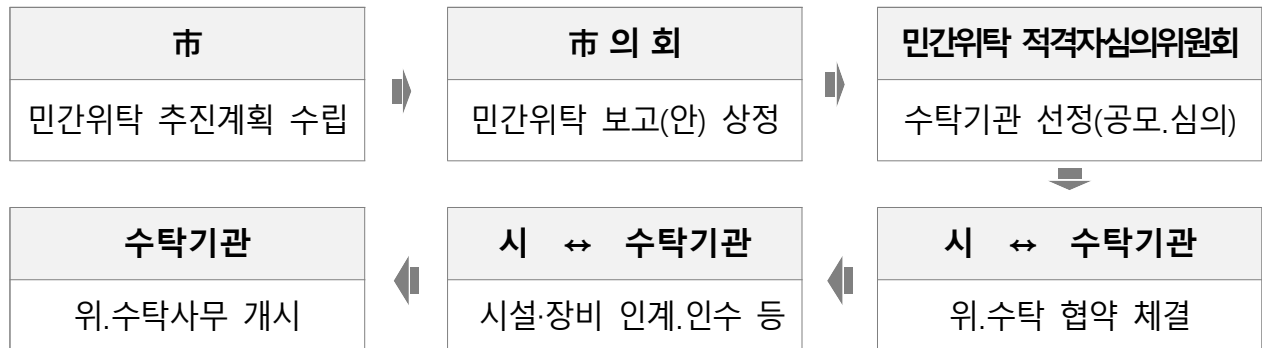 市
민간위탁 추진계획 수립
市 의 회
민간위탁 보고(안) 상정
민간위탁 적격자심의위원회
수탁기관 선정(공모.심의)
시 ↔ 수탁기관
위.수탁 협약 체결
시 ↔ 수탁기관
시설·장비 인계.인수 등
수탁기관
위.수탁사무 개시